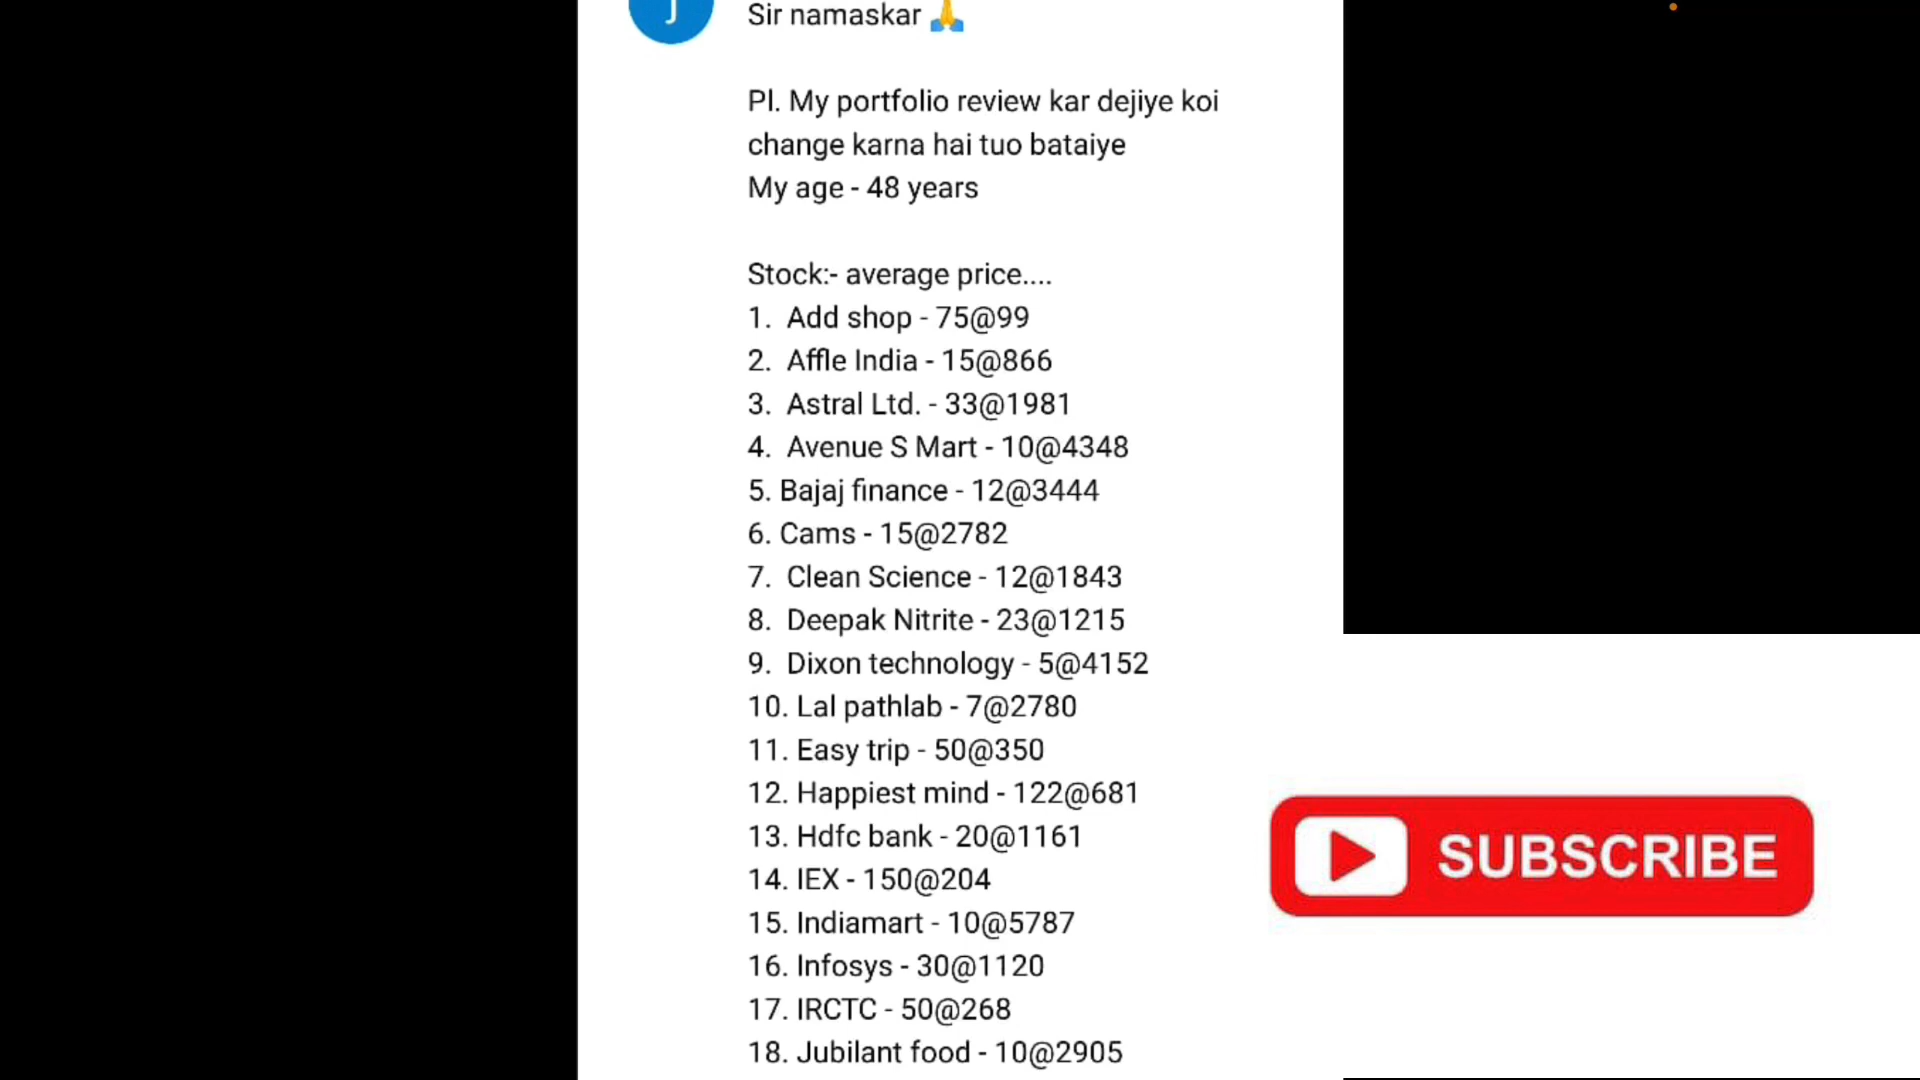 J
Sir namaskar 🙏
Pl. My portfolio review kar dejiye koi
change karna hai tuo bataiye
My age - 48 years
Stock:- average price....
1. Add shop - 75@99
2. Affle India - 15@866
3. Astral Ltd. - 33@1981
4. Avenue S Mart - 10@4348
5. Bajaj finance - 12@3444
6. Cams - 15@2782
7. Clean Science - 12@1843
8. Deepak Nitrite - 23@1215
9. Dixon technology - 5@4152
10. Lal pathlab - 7@2780
11. Easy trip - 50@350
12. Happiest mind - 122@681
13. Hdfc bank - 20@1161
14. IEX - 150@204
15. Indiamart - 10@5787
16. Infosys - 30@1120
17. IRCTC - 50@268
18. Jubilant food - 10@2905
SUBSCRIBE